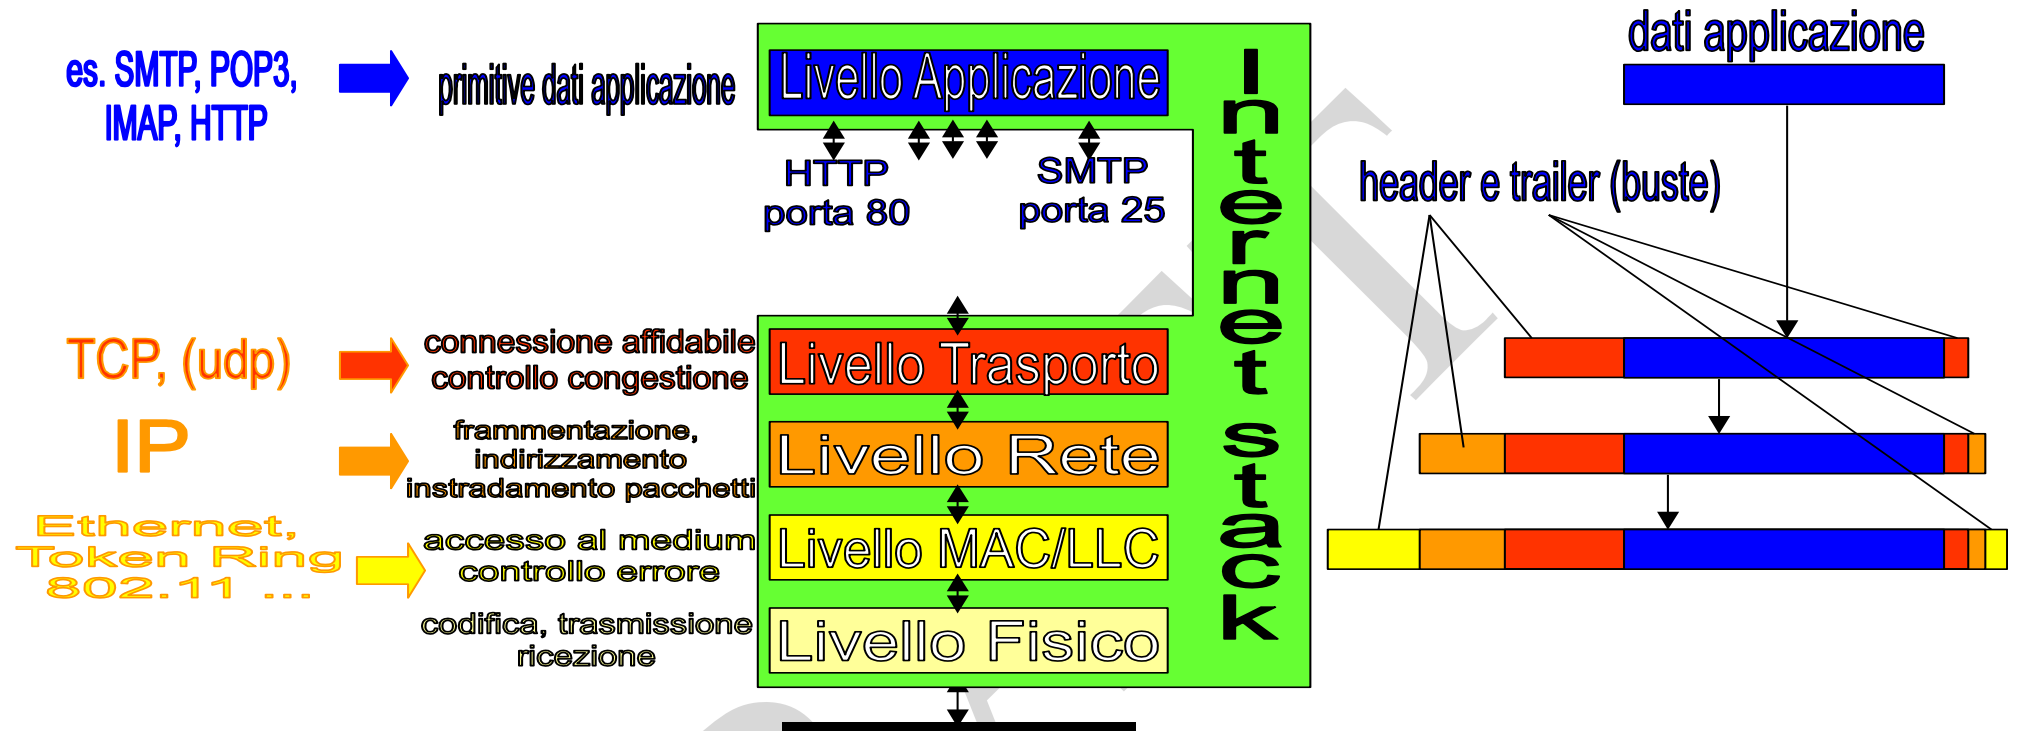 es. SMTP, POP3,
IMAP, HTTP
primitive dati applicazione
Livello Applicazione
HTTP
porta 80
SMTP
porta 25
TCP, (udp)
connessione affidabile
controllo congestione
Livello Trasporto
IP
frammentazione,
indirizzamento
instradamento pacchetti
Livello Rete
Ethernet,
Token Ring
802.11 ...
accesso al medium
controllo errore
Livello MAC/LLC
codifica, trasmissione
ricezione
Livello Fisico
Internet stack
dati applicazione
header e trailer (buste)